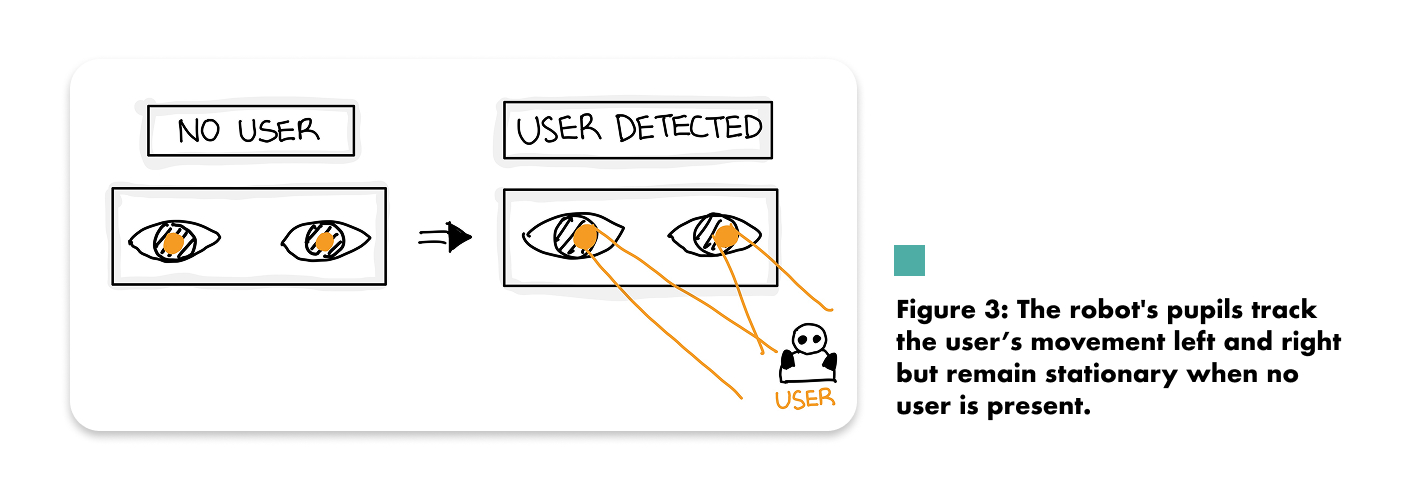 NO USER
USER DETECTED
USER
Figure 3: The robot's pupils track
the user’s movement left and right
but remain stationary when no
user is present.